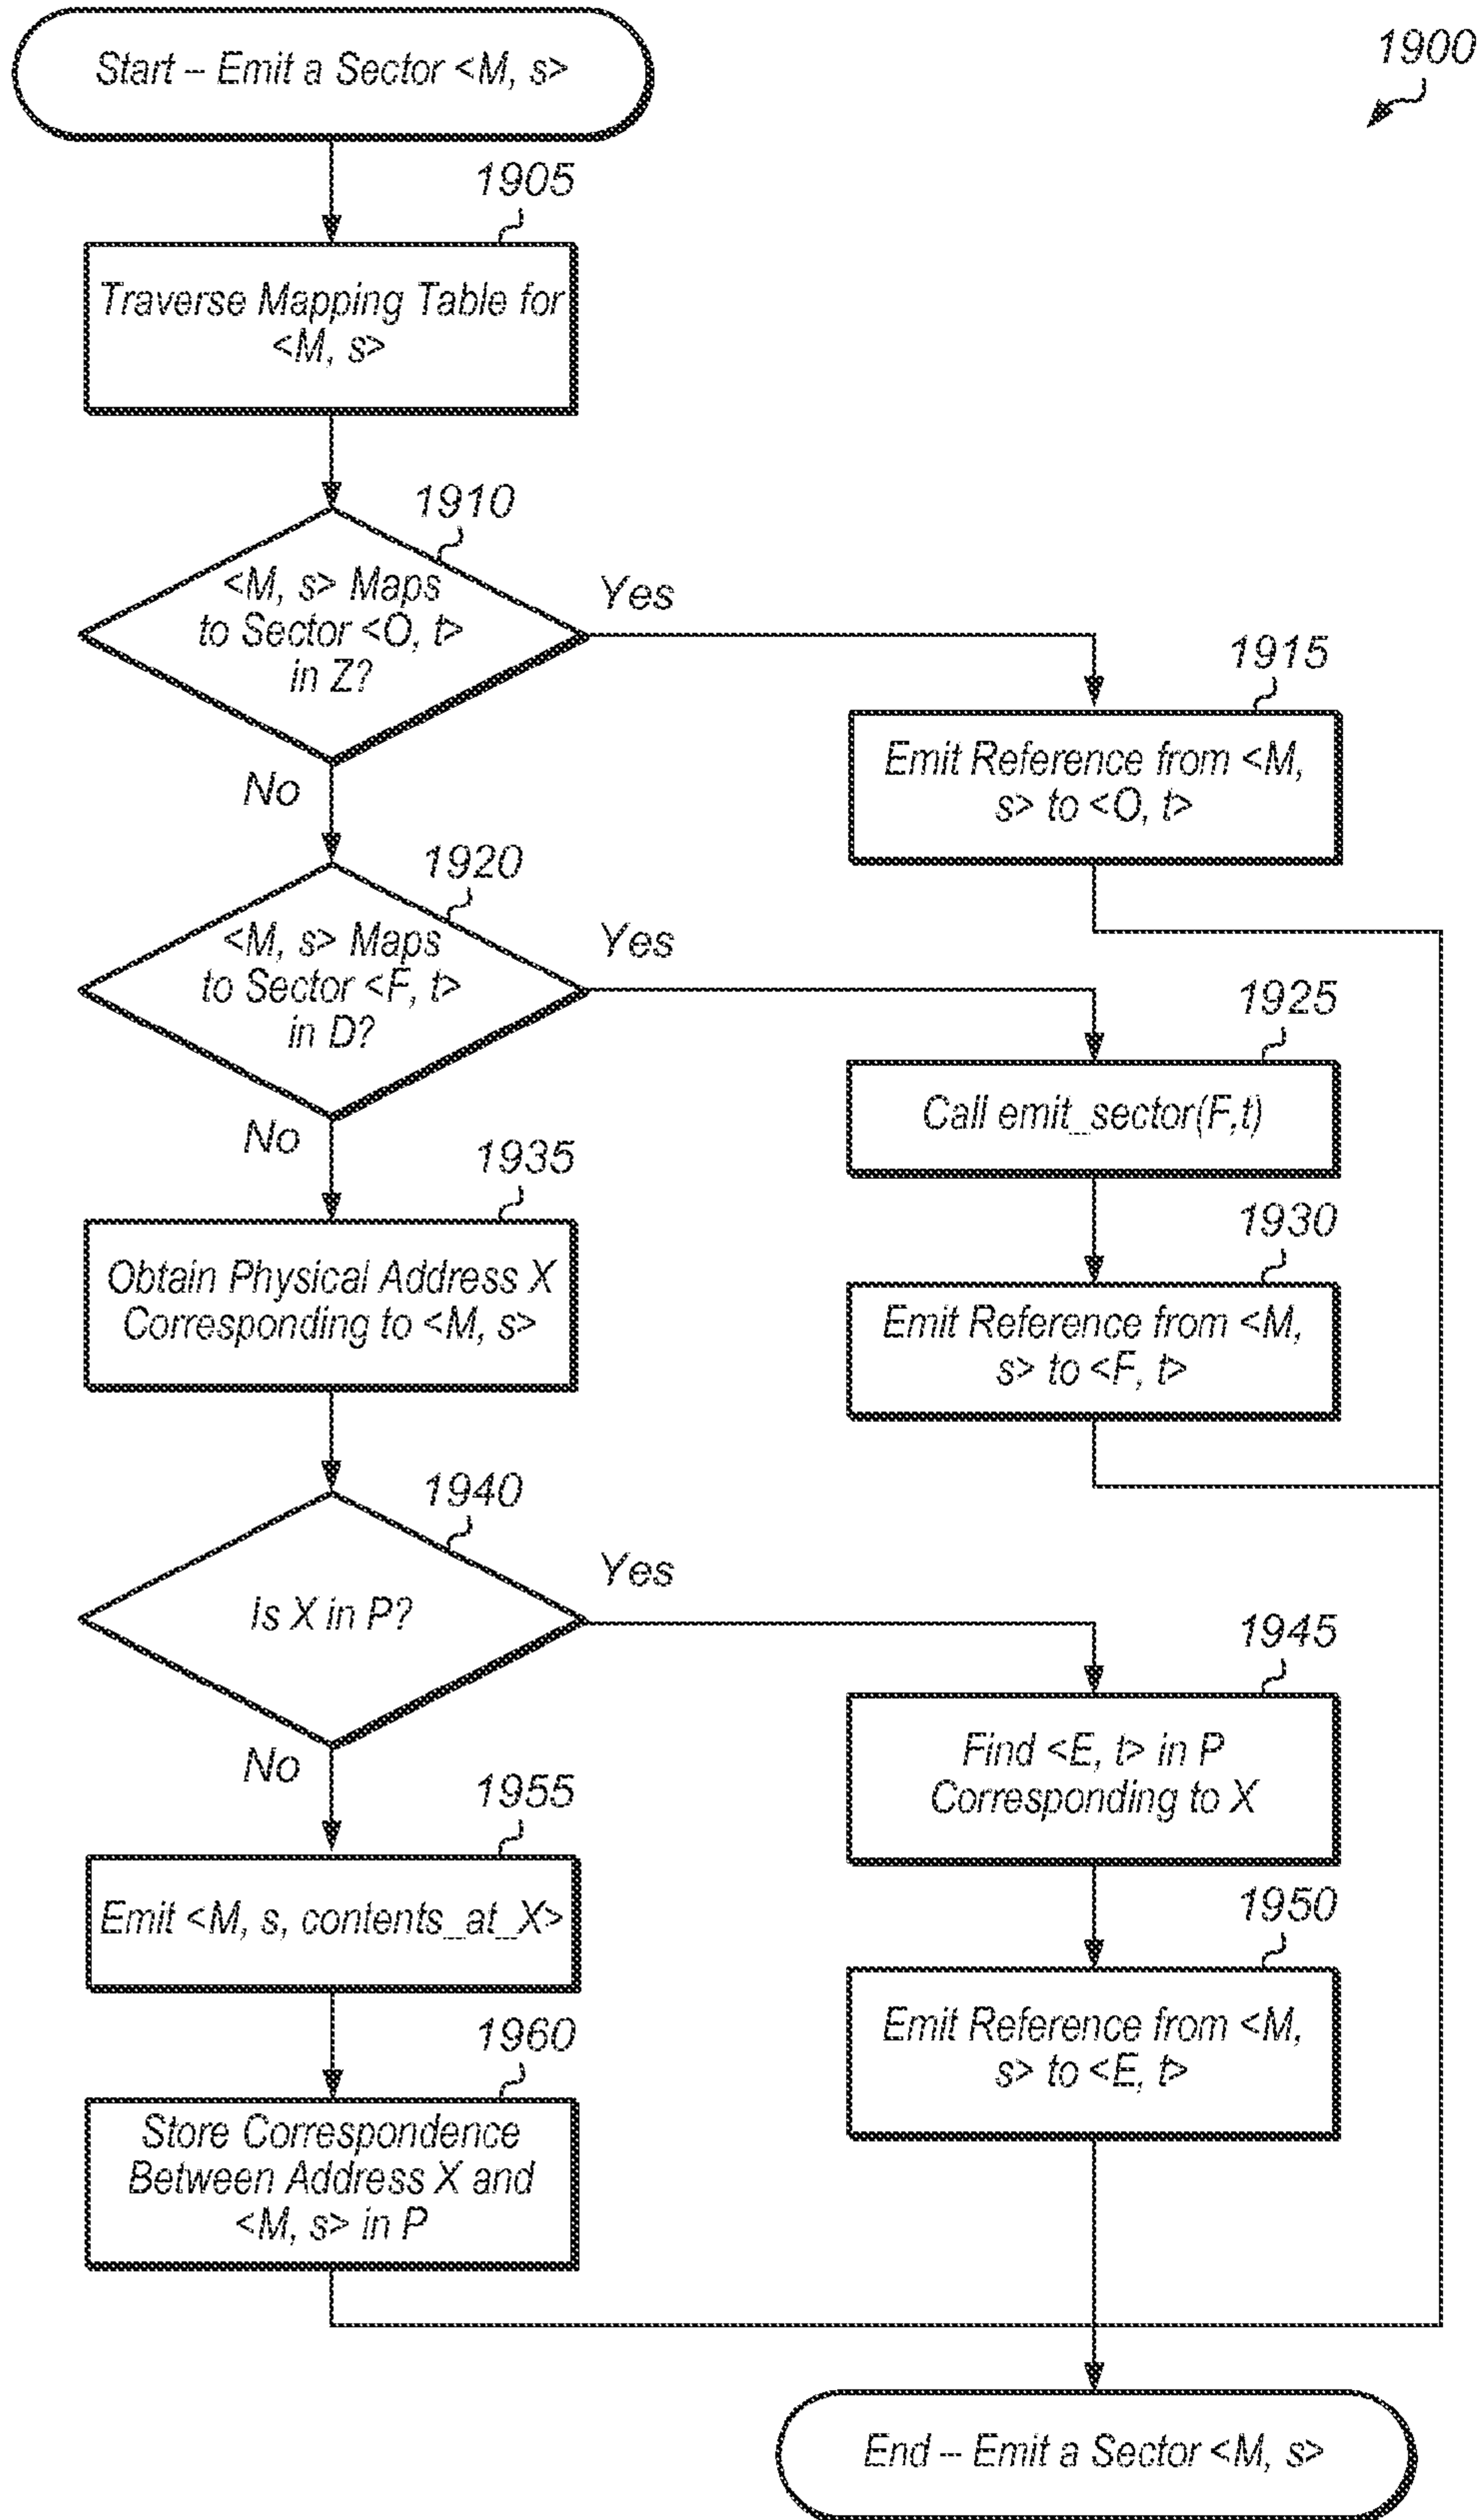 1900
Start -- Emit a Sector <M, s>
1905
Traverse Mapping Table for
<M, s>
1910
<M, s> Maps
to Sector <O, t>
in Z?
Yes
No
1915
Emit Reference from <M,
s> to <O, t>
1920
<M, s> Maps
to Sector <F, t>
in D?
Yes
No
1925
Call emit_sector(F,t)
1930
Emit Reference from <M,
s> to <F, t>
1935
Obtain Physical Address X
Corresponding to <M, s>
1940
Is X in P?
Yes
No
1945
Find <E, t> in P
Corresponding to X
1950
Emit Reference from <M,
s> to <E, t>
1955
Emit <M, s, contents_at_X>
1960
Store Correspondence
Between Address X and
<M, s> in P
End -- Emit a Sector <M, s>